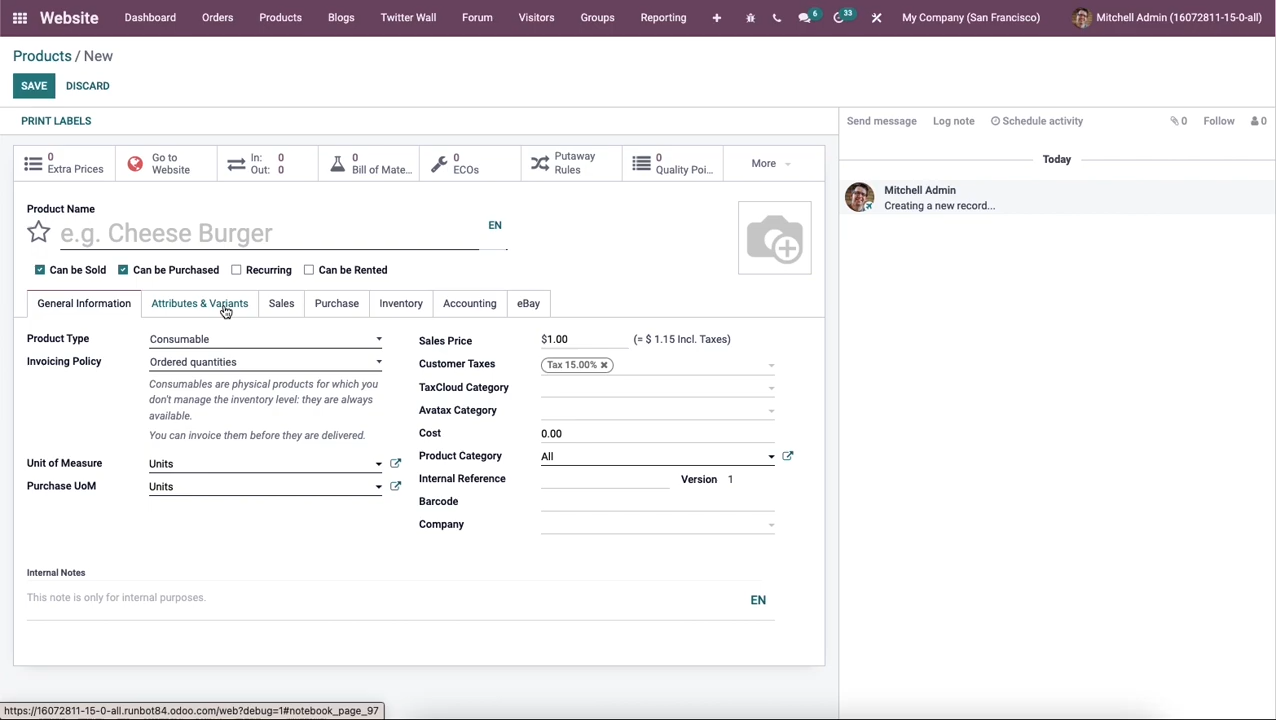 Website Dashboard Orders Products Blogs Twitter Wall Forum Visitors Groups Reporting 6 33 My Company (San Francisco) Mitchell Admin (16072811-15-0-all)
Products / New
SAVE DISCARD
PRINT LABELS
0
Extra Prices
Go to
Website
In: 0
Out: 0
0
Bill of Mate...
0
ECOs
Putaway
Rules
0
Quality Poi...
More
Product Name
e.g. Cheese Burger EN
Can be Sold Can be Purchased Recurring Can be Rented
General Information Attributes & Variants Sales Purchase Inventory Accounting eBay
Product Type Consumable
Invoicing Policy Ordered quantities
Consumables are physical products for which you
don't manage the inventory level: they are always
available.
You can invoice them before they are delivered.
Unit of Measure Units
Purchase UoM Units
Sales Price $1.00 (= $ 1.15 Incl. Taxes)
Customer Taxes Tax 15.00%
TaxCloud Category
Avatax Category
Cost 0.00
Product Category All
Internal Reference Version 1
Barcode
Company
Internal Notes
This note is only for internal purposes. EN
Send message Log note Schedule activity 0 Follow 0
Today
Mitchell Admin
Creating a new record...
https://16072811-15-0-all.runbot84.odoo.com/web?debug=1#notebook_page_97